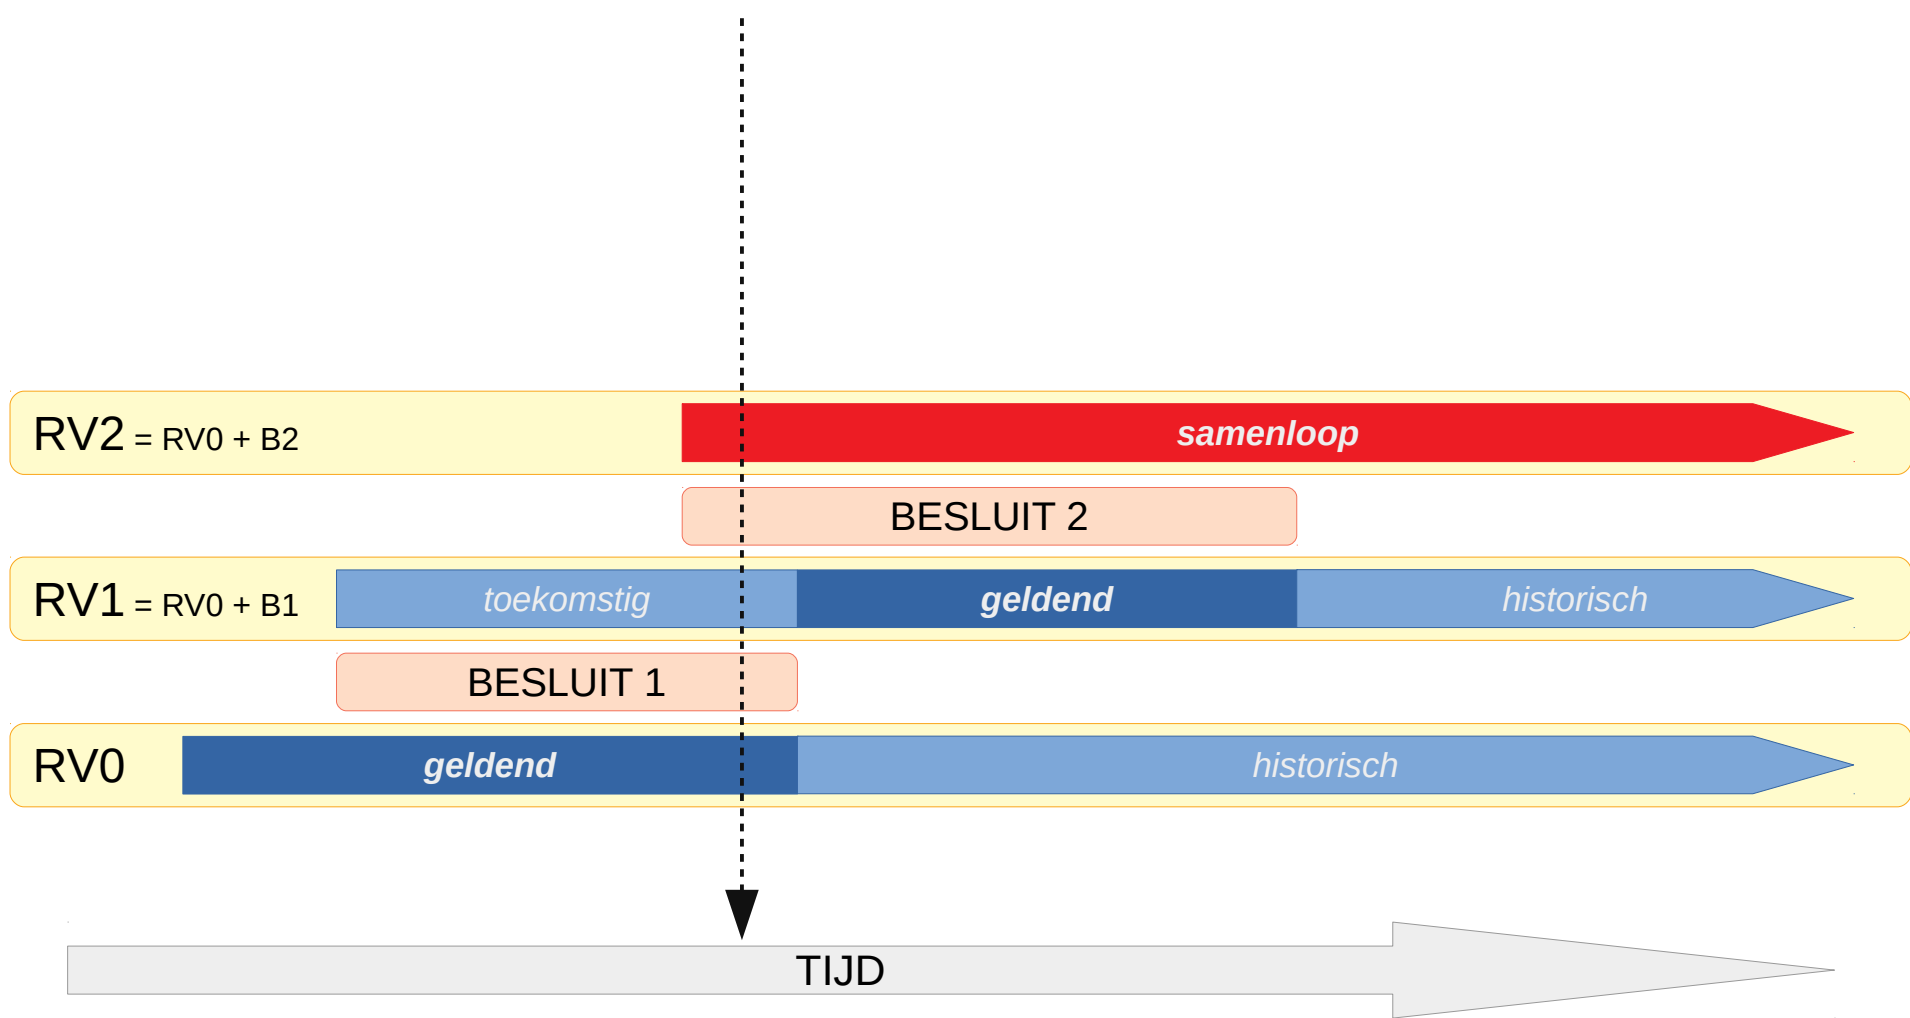 RV2 = RV0 + B2
samenloop
BESLUIT 2
RV1 = RV0 + B1
toekomstig
geldend
historisch
BESLUIT 1
RV0
geldend
historisch
TIJD